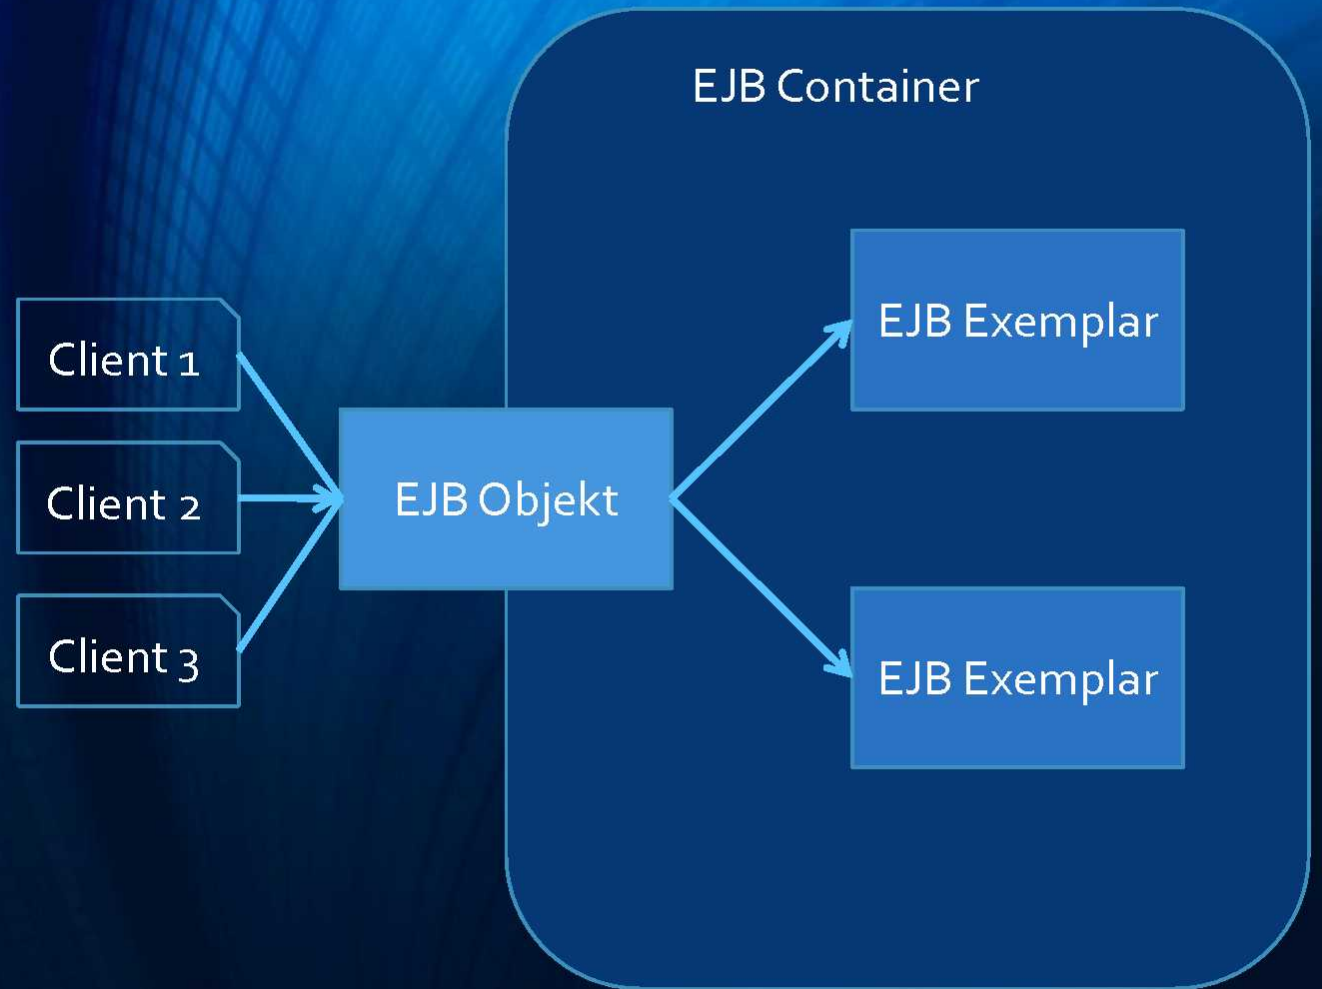 EJB Container
EJB Exemplar
Client 1
Client 2
EJB Objekt
Client 3
EJB Exemplar